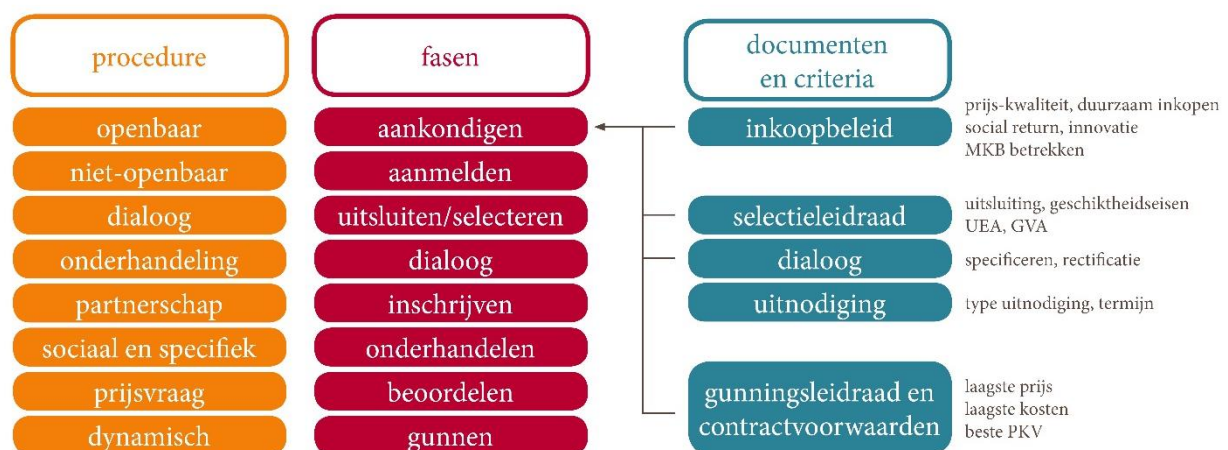 procedure
openbaar
niet-openbaar
dialoog
onderhandeling
partnerschap
sociaal en specifiek
prijsvraag
dynamisch
fasen
aankondigen
aanmelden
uitsluiten/selecteren
dialoog
inschrijven
onderhandelen
beoordelen
gunnen
documenten
en criteria
inkoopbeleid
prijs-kwaliteit, duurzaam inkopen
social return, innovatie
MKB betrekken
selectieleidraad
uitsluiting, geschiktheidseisen
UEA, GVA
dialoog
specificeren, rectificatie
uitnodiging
type uitnodiging, termijn
gunningsleidraad en
contractvoorwaarden
laagste prijs
laagste kosten
beste PKV